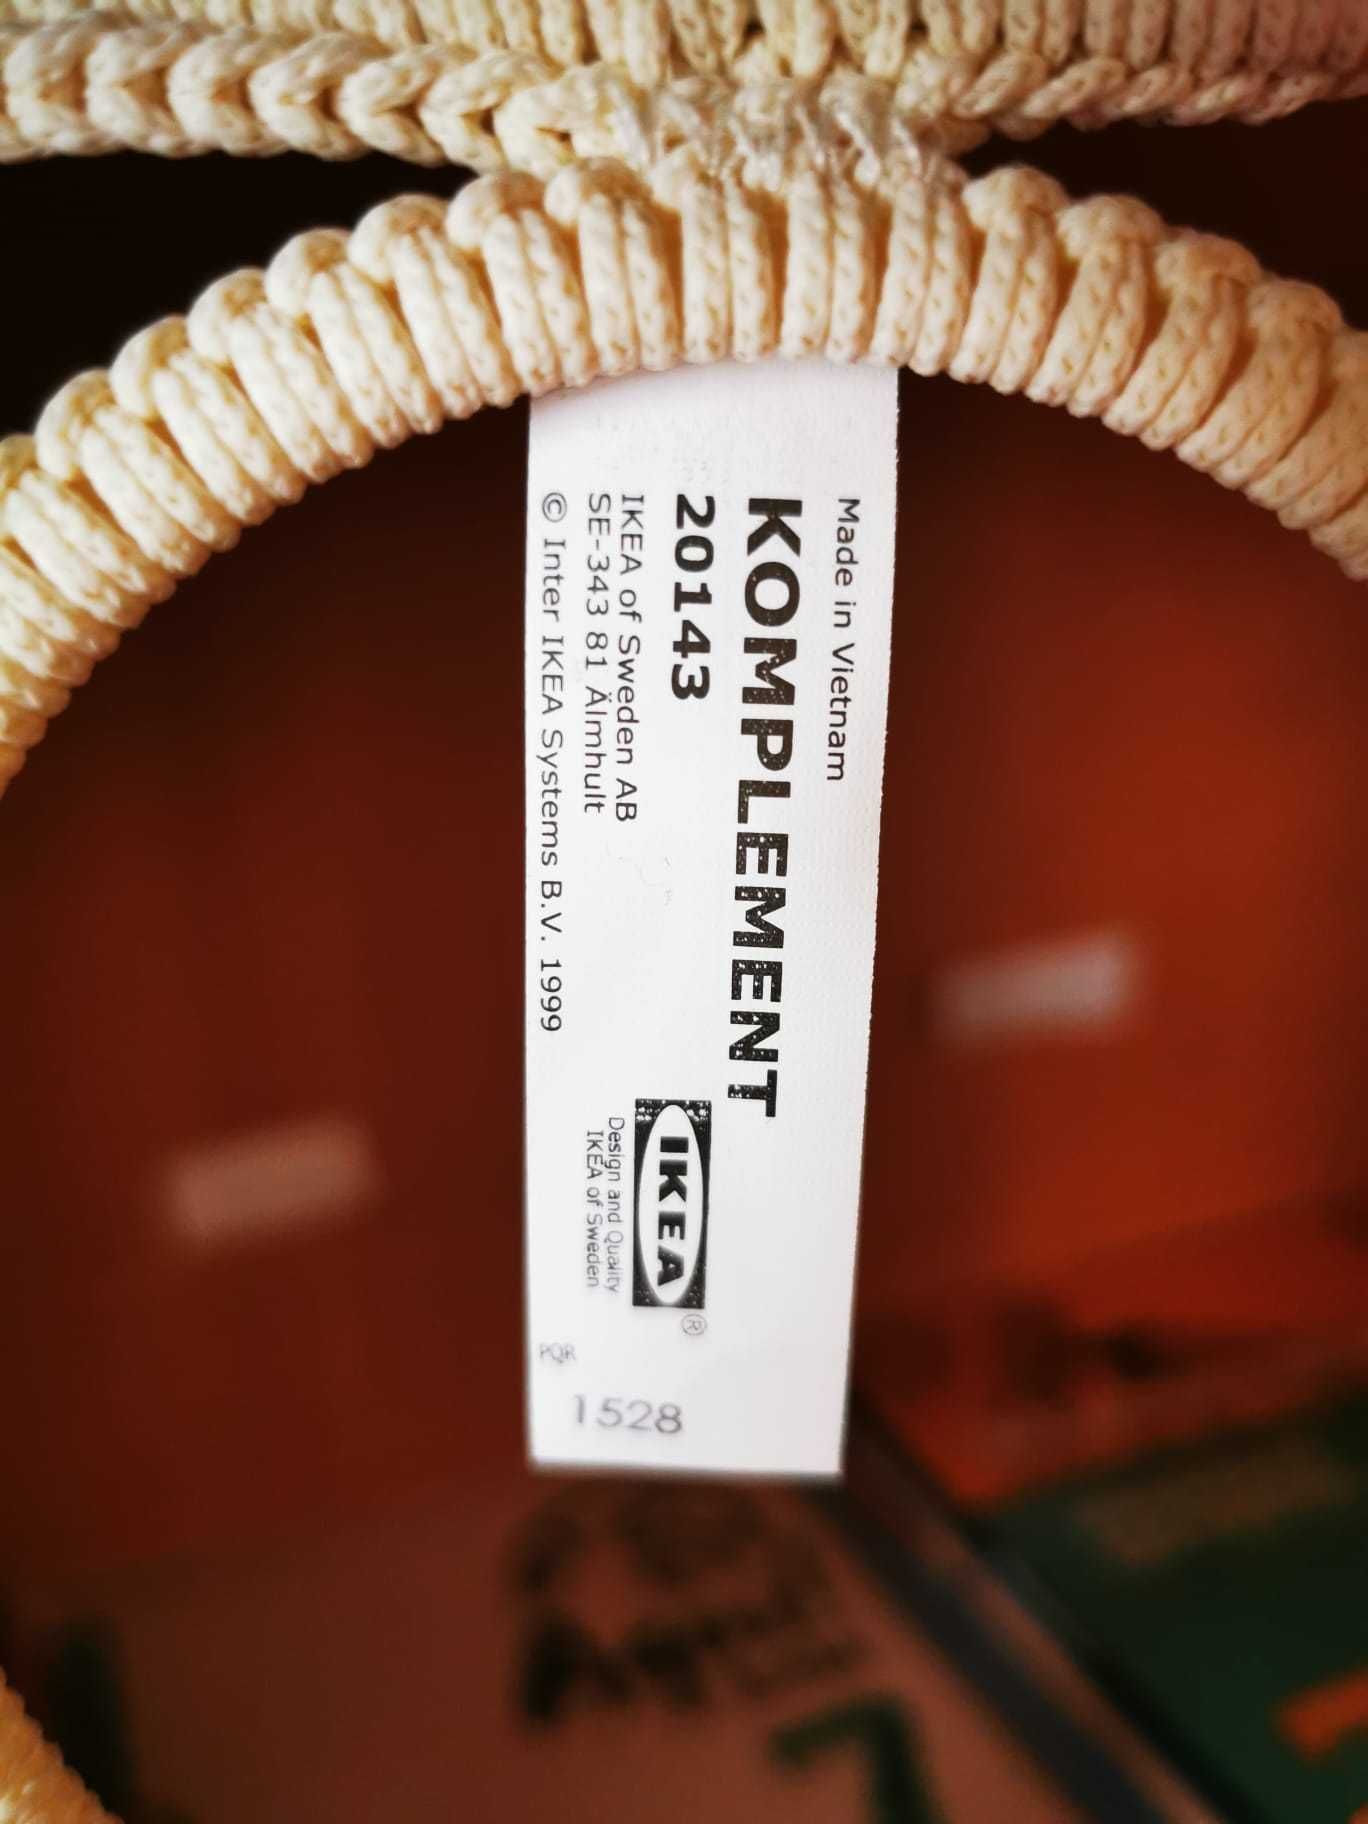 Made in Vietnam
KOMPLEMENT
20143
IKEA of Sweden AB
SE-343 81 Älmhult
© Inter IKEA Systems B.V. 1999
IKEA®
Design and Quality
IKEA of Sweden
1528